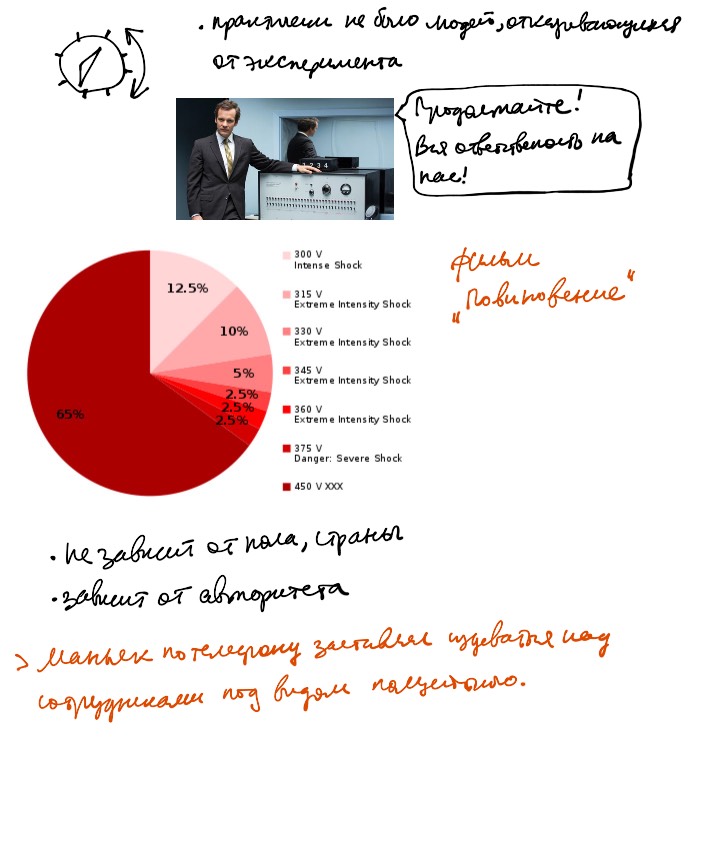 · практически не было людей, отказывающихся
от эксперимента
Продолжайте!
Вся ответственость на
нас!
1 2 3 4
12.5%
10%
5%
2.5%
2.5%
2.5%
65%
300 V
Intense Shock
315 V
Extreme Intensity Shock
330 V
Extreme Intensity Shock
345 V
Extreme Intensity Shock
360 V
Extreme Intensity Shock
375 V
Danger: Severe Shock
450 V XXX
фильм
„Повиновение"
· не зависит от пола, страны
· зависит от авторитета
> Маньяк по телефону заставлял издеваться над
сотрудниками под видом полицейского.